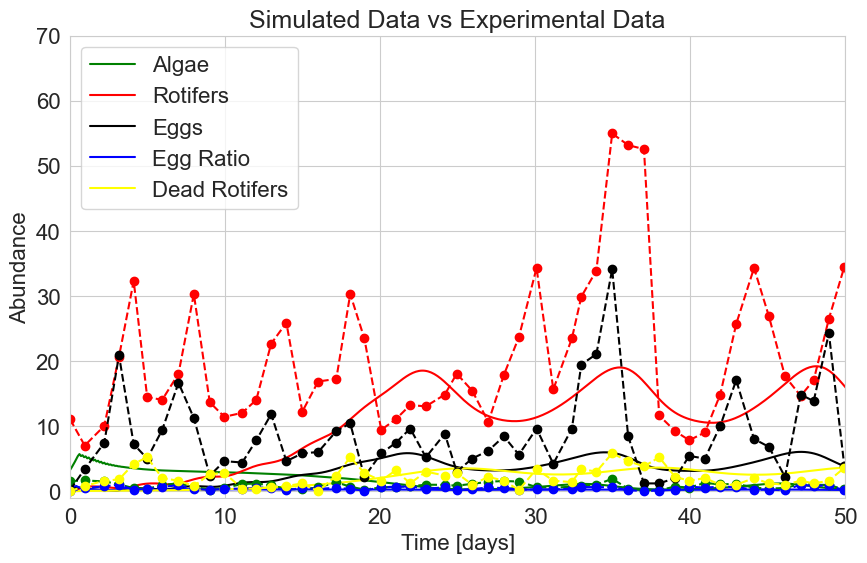 Simulated Data vs Experimental Data
70
60
50
40
30
20
10
0
Abundance
Algae
Rotifers
Eggs
Egg Ratio
Dead Rotifers
0 10 20 30 40 50
Time [days]